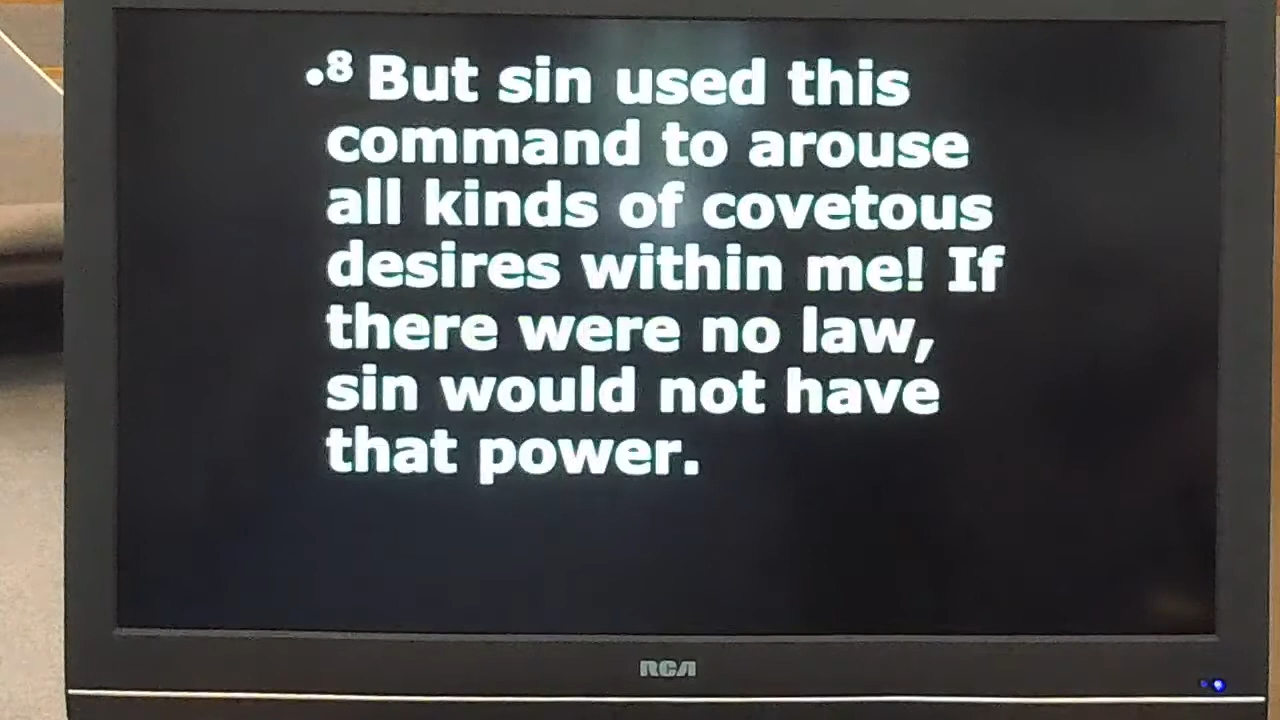 •⁸ But sin used this
command to arouse
all kinds of covetous
desires within me! If
there were no law,
sin would not have
that power.
RCA